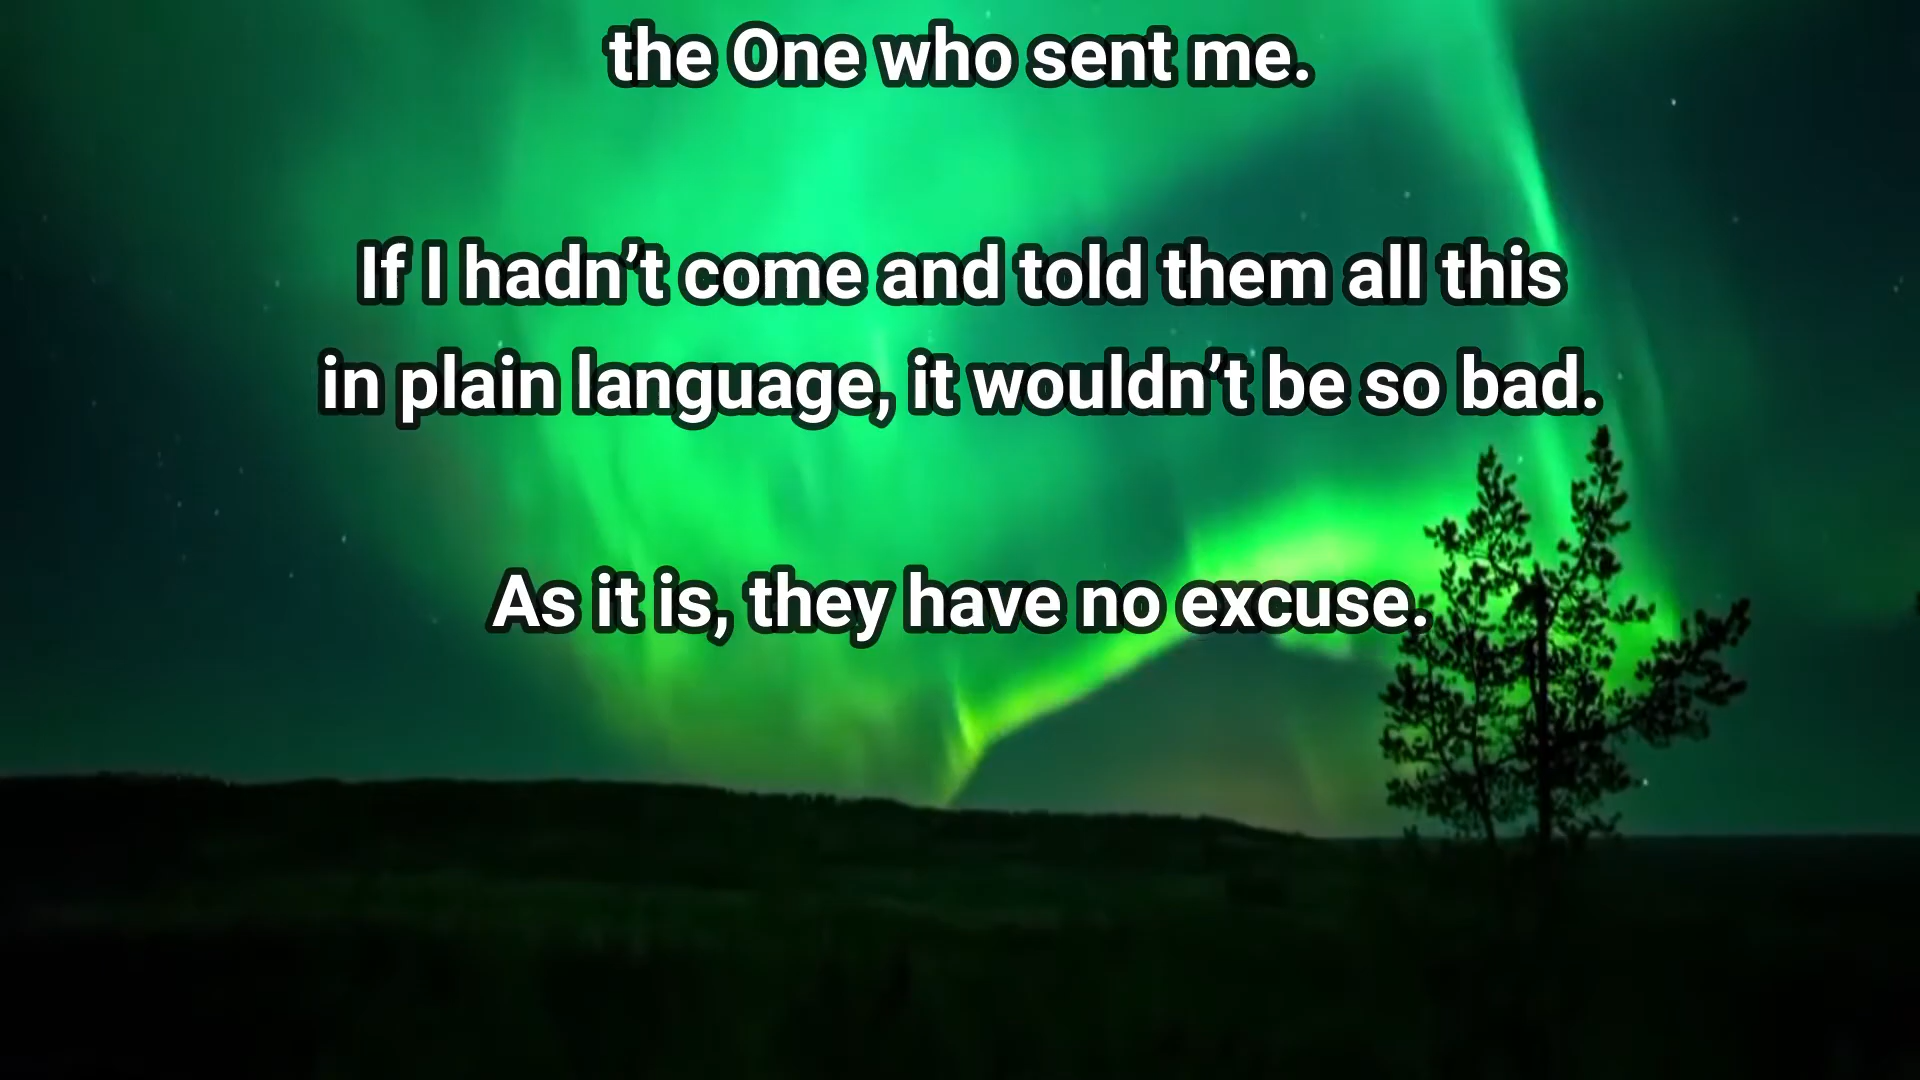 the One who sent me.
If I hadn’t come and told them all this
in plain language, it wouldn’t be so bad.
As it is, they have no excuse.